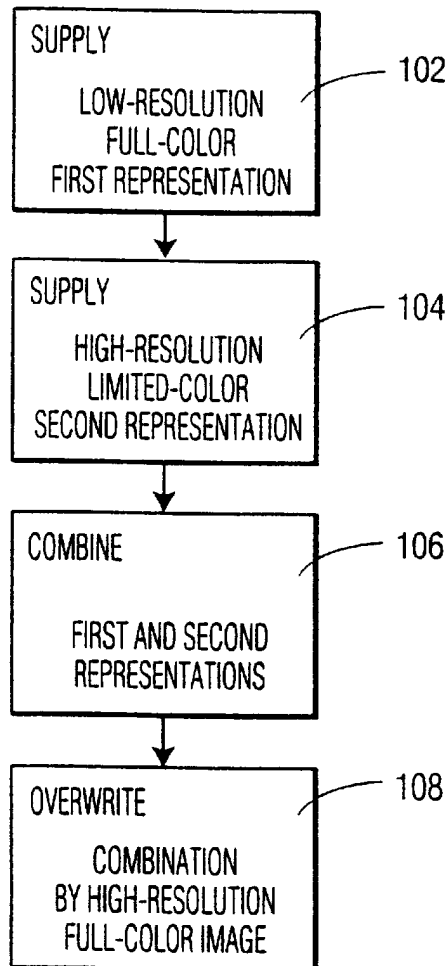 SUPPLY
102
LOW-RESOLUTION
FULL-COLOR
FIRST REPRESENTATION
SUPPLY
104
HIGH-RESOLUTION
LIMITED-COLOR
SECOND REPRESENTATION
COMBINE
106
FIRST AND SECOND
REPRESENTATIONS
OVERWRITE
108
COMBINATION
BY HIGH-RESOLUTION
FULL-COLOR IMAGE